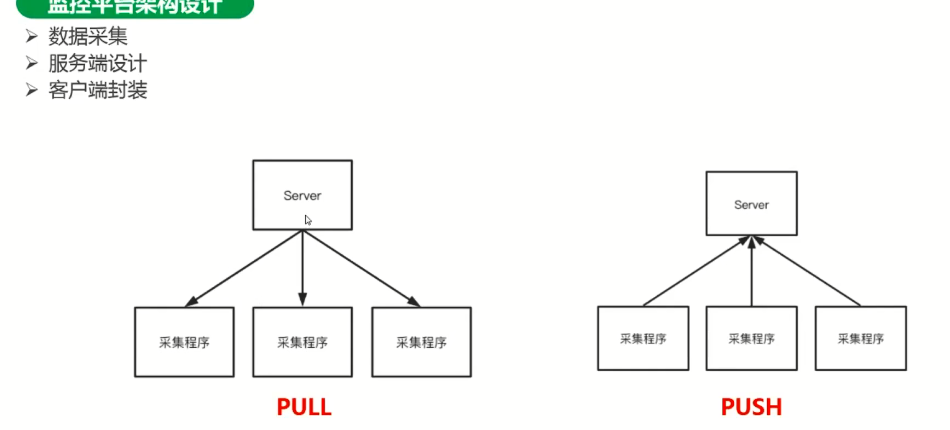 监控平台架构设计
数据采集
服务端设计
客户端封装
Server
Server
采集程序 采集程序 采集程序
采集程序 采集程序 采集程序
PULL
PUSH